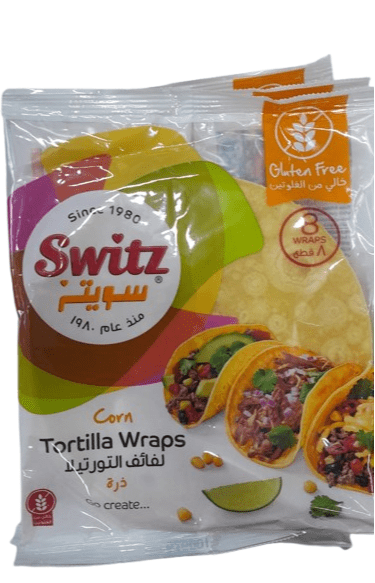 Gluten Free
خالي من الغلوتين
Since 1980
8
WRAPS
٨ قطع
Switz®
سويتز
منذ عام ١٩٨٠
Corn
Tortilla Wraps
لفائف التورتيلا
ذرة
create...